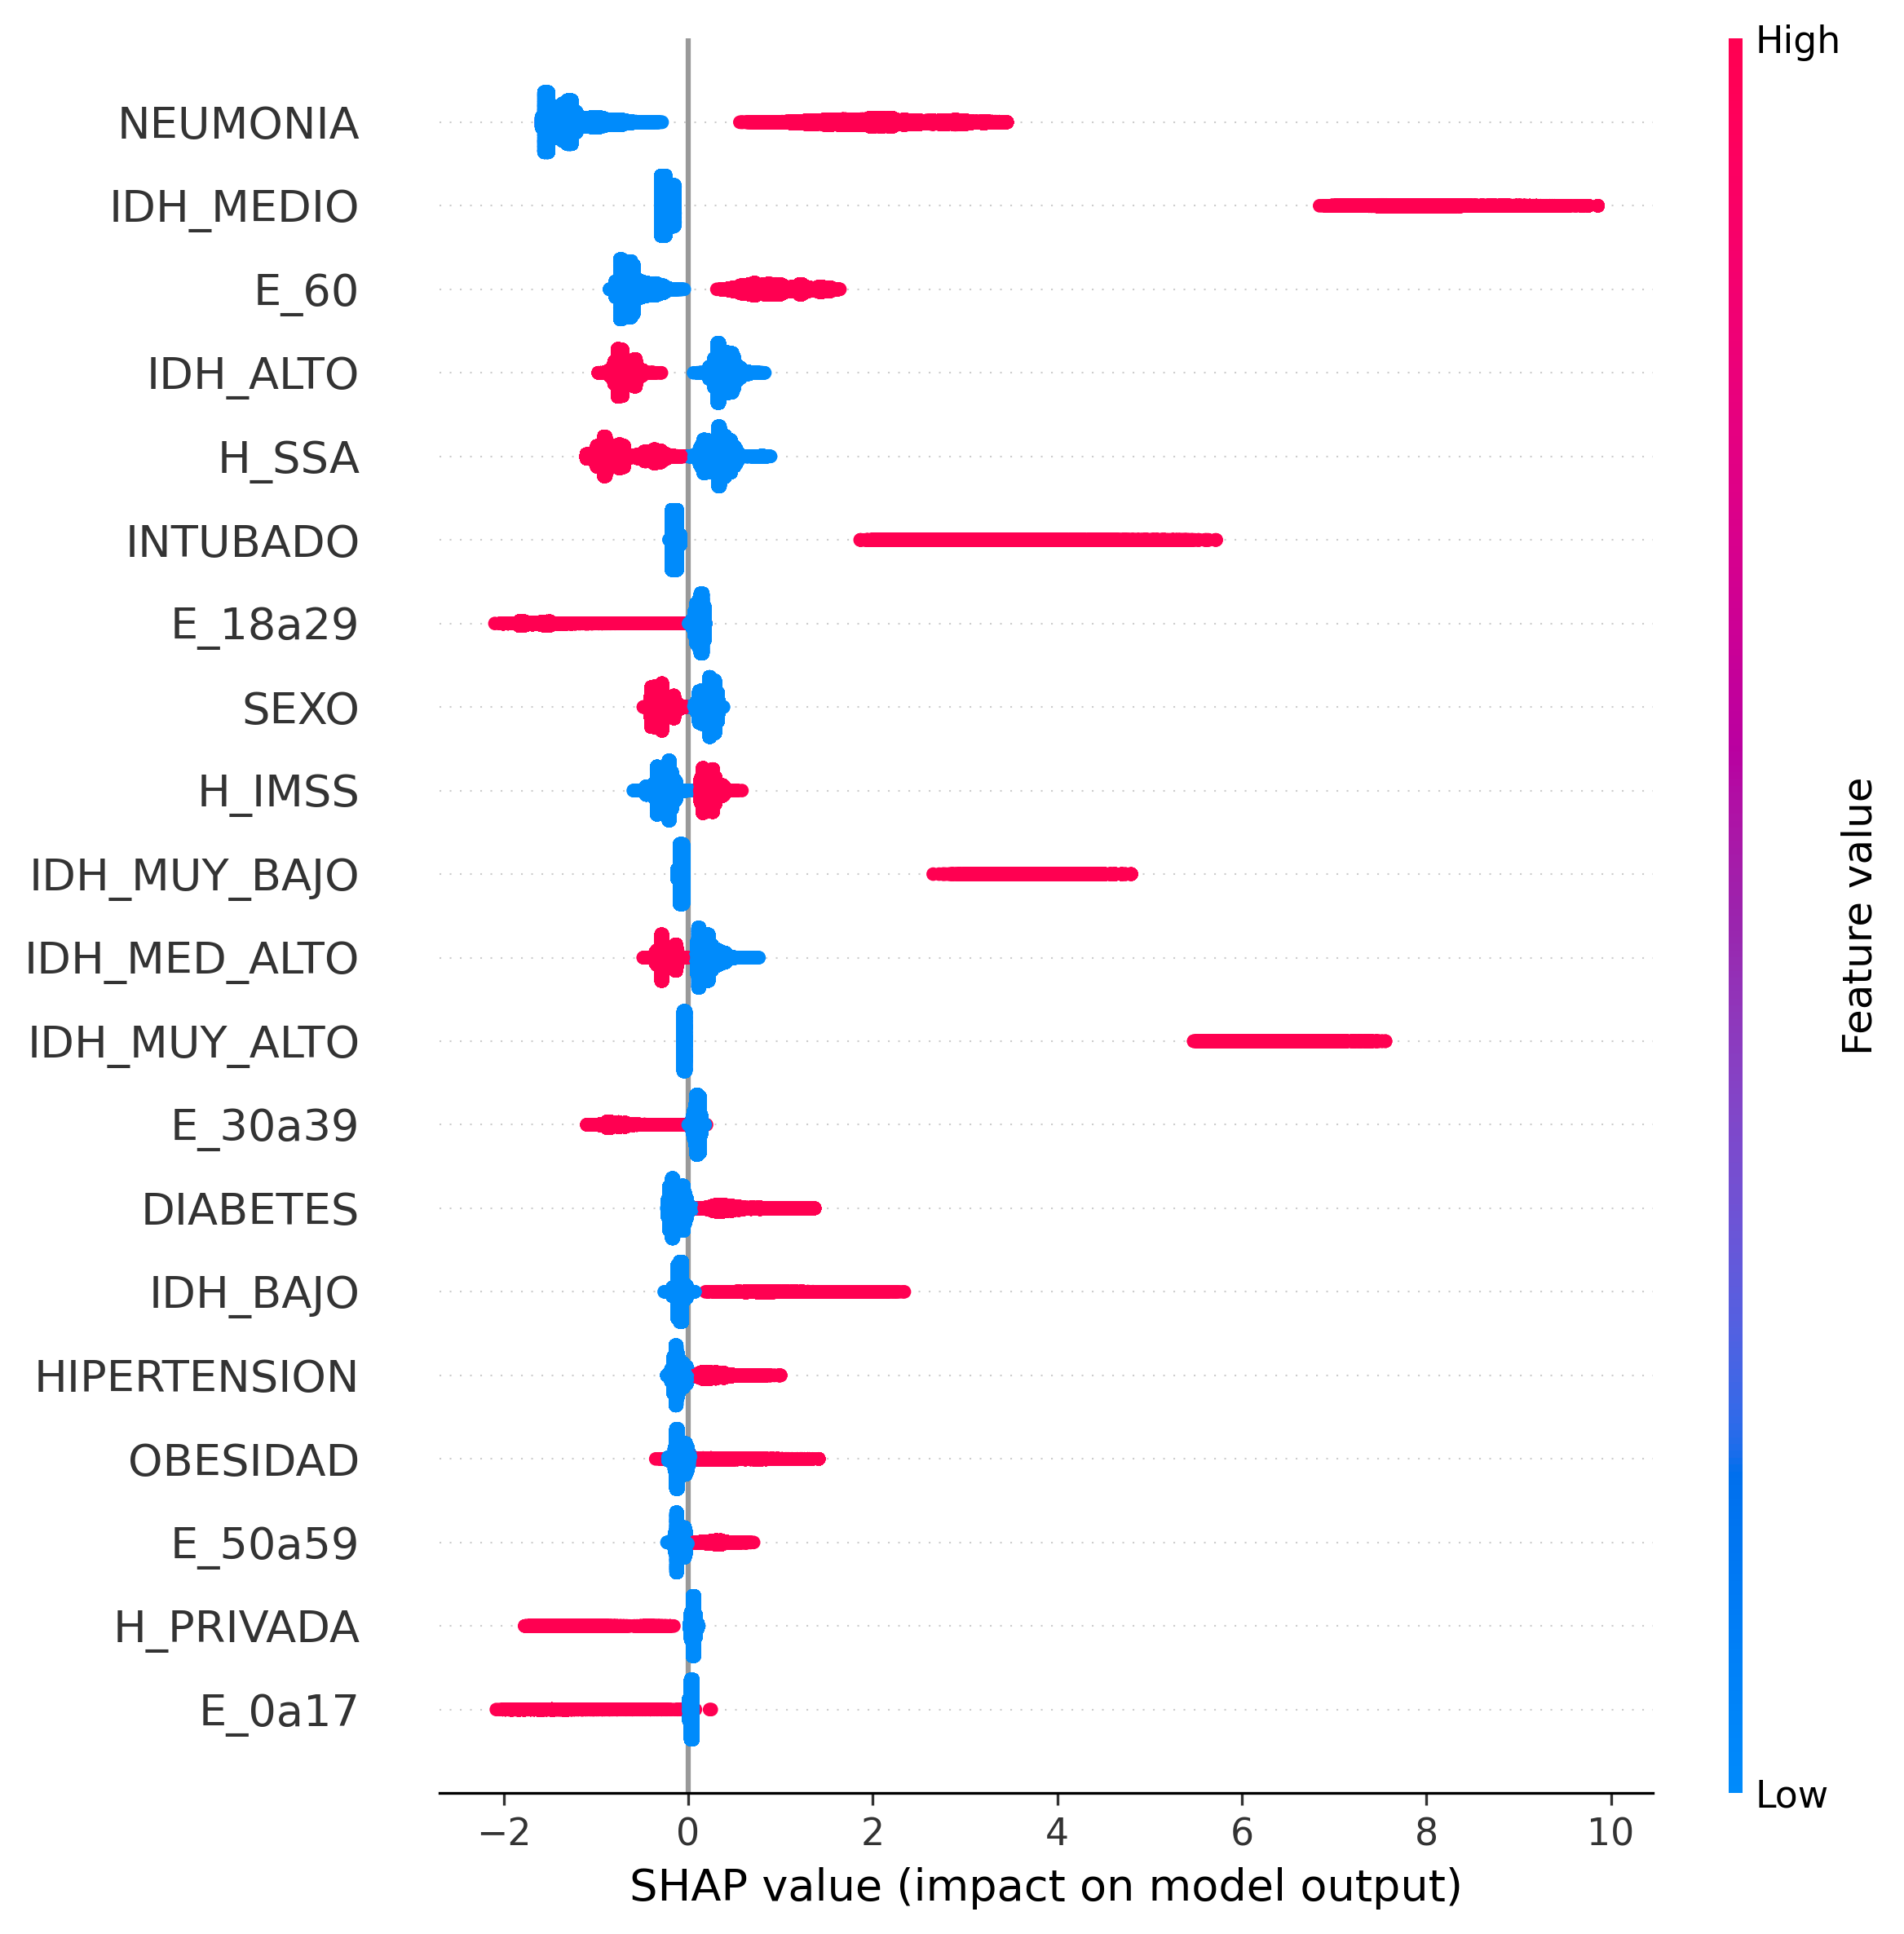 High
NEUMONIA
IDH_MEDIO
E_60
IDH_ALTO
H_SSA
INTUBADO
E_18a29
SEXO
H_IMSS
IDH_MUY_BAJO
IDH_MED_ALTO
IDH_MUY_ALTO
E_30a39
DIABETES
IDH_BAJO
HIPERTENSION
OBESIDAD
E_50a59
H_PRIVADA
E_0a17
Feature value
Low
−2 0 2 4 6 8 10
SHAP value (impact on model output)